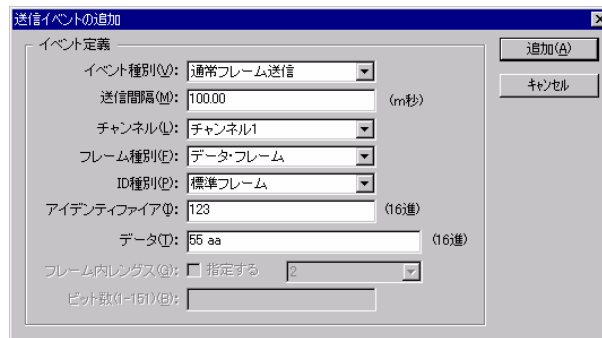 送信イベントの追加
イベント定義
イベント種別(V): 通常フレーム送信
追加(A)
送信間隔(M): 100.00 (m秒)
キャンセル
チャンネル(L): チャンネル1
フレーム種別(F): データ・フレーム
ID種別(P): 標準フレーム
アイデンティファイア(I): 123 (16進)
データ(T): 55 aa (16進)
フレーム内レングス(G): 指定する 2
ビット数(1-151)(B):